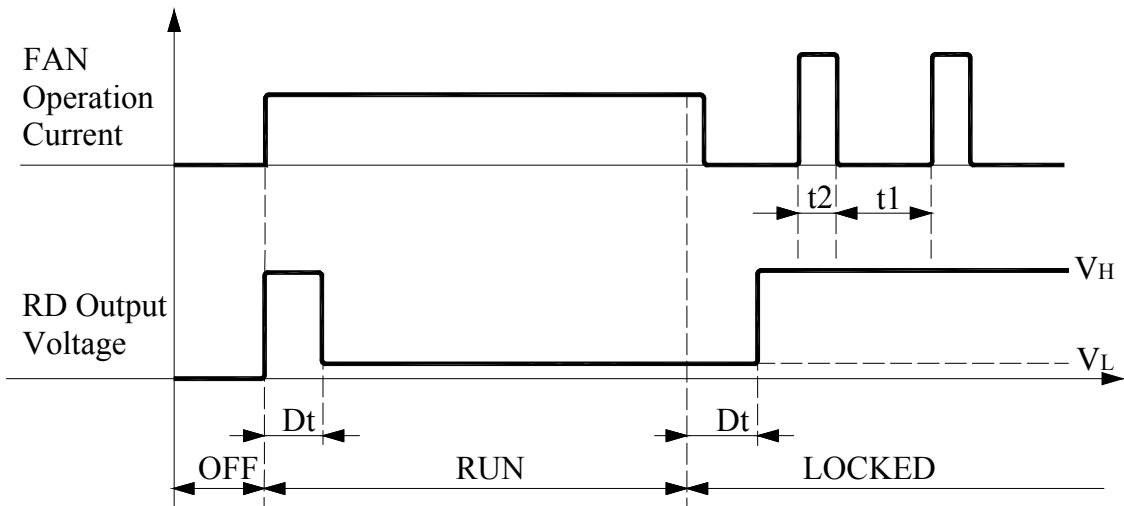 FAN
Operation
Current
t2
t1
RD Output
Voltage
VH
VL
Dt
Dt
OFF
RUN
LOCKED